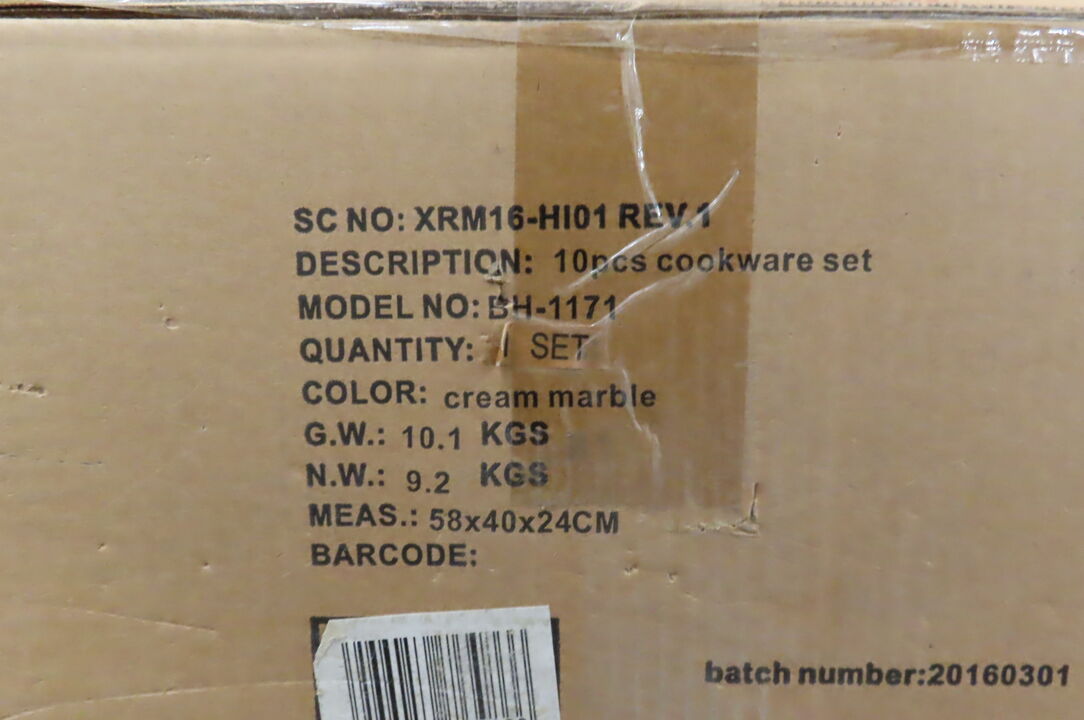 SC NO: XRM16-HI01 REV.1
DESCRIPTION: 10pcs cookware set
MODEL NO: BH-1171
QUANTITY: 1 SET
COLOR: cream marble
G.W.: 10.1 KGS
N.W.: 9.2 KGS
MEAS.: 58x40x24CM
BARCODE:
batch number:20160301